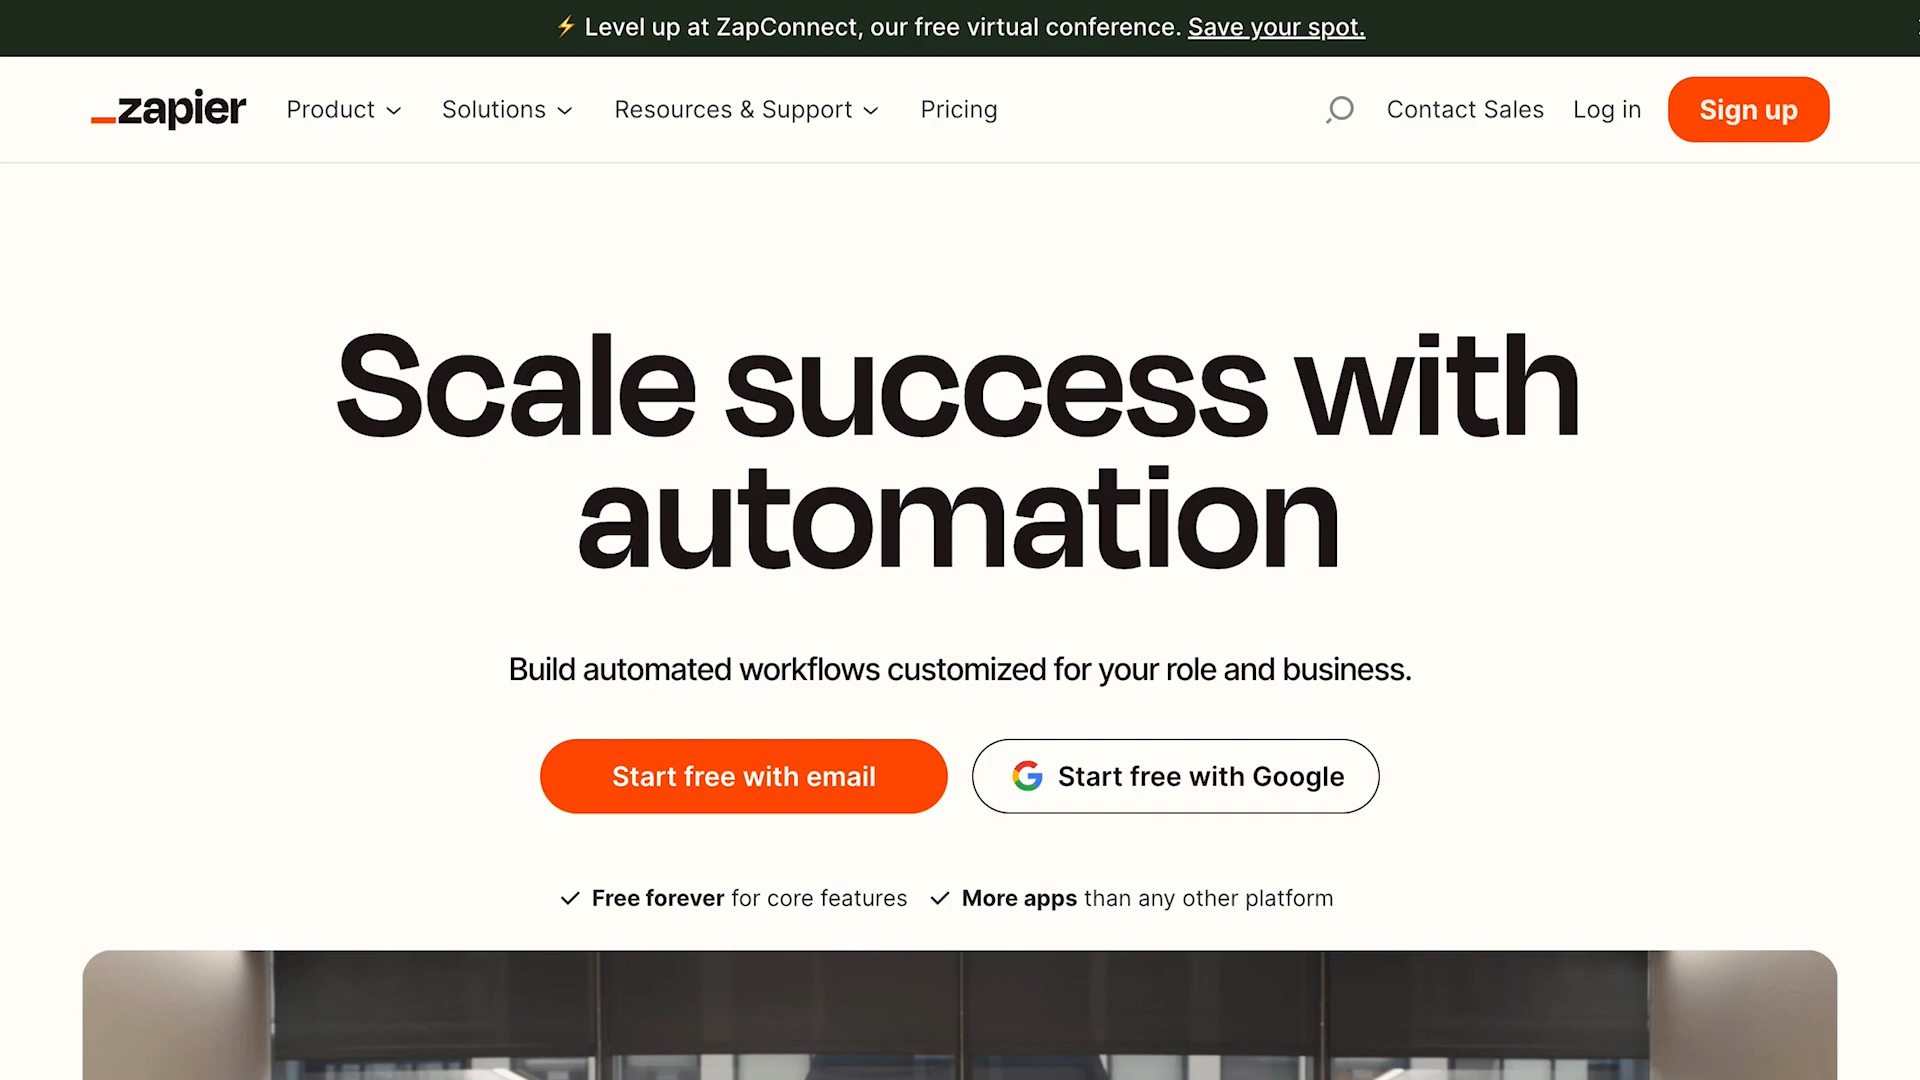 ⚡ Level up at ZapConnect, our free virtual conference. Save your spot.
zapier Product Solutions Resources & Support Pricing Contact Sales Log in Sign up
Scale success with
automation
Build automated workflows customized for your role and business.
Start free with email Start free with Google
✓ Free forever for core features ✓ More apps than any other platform